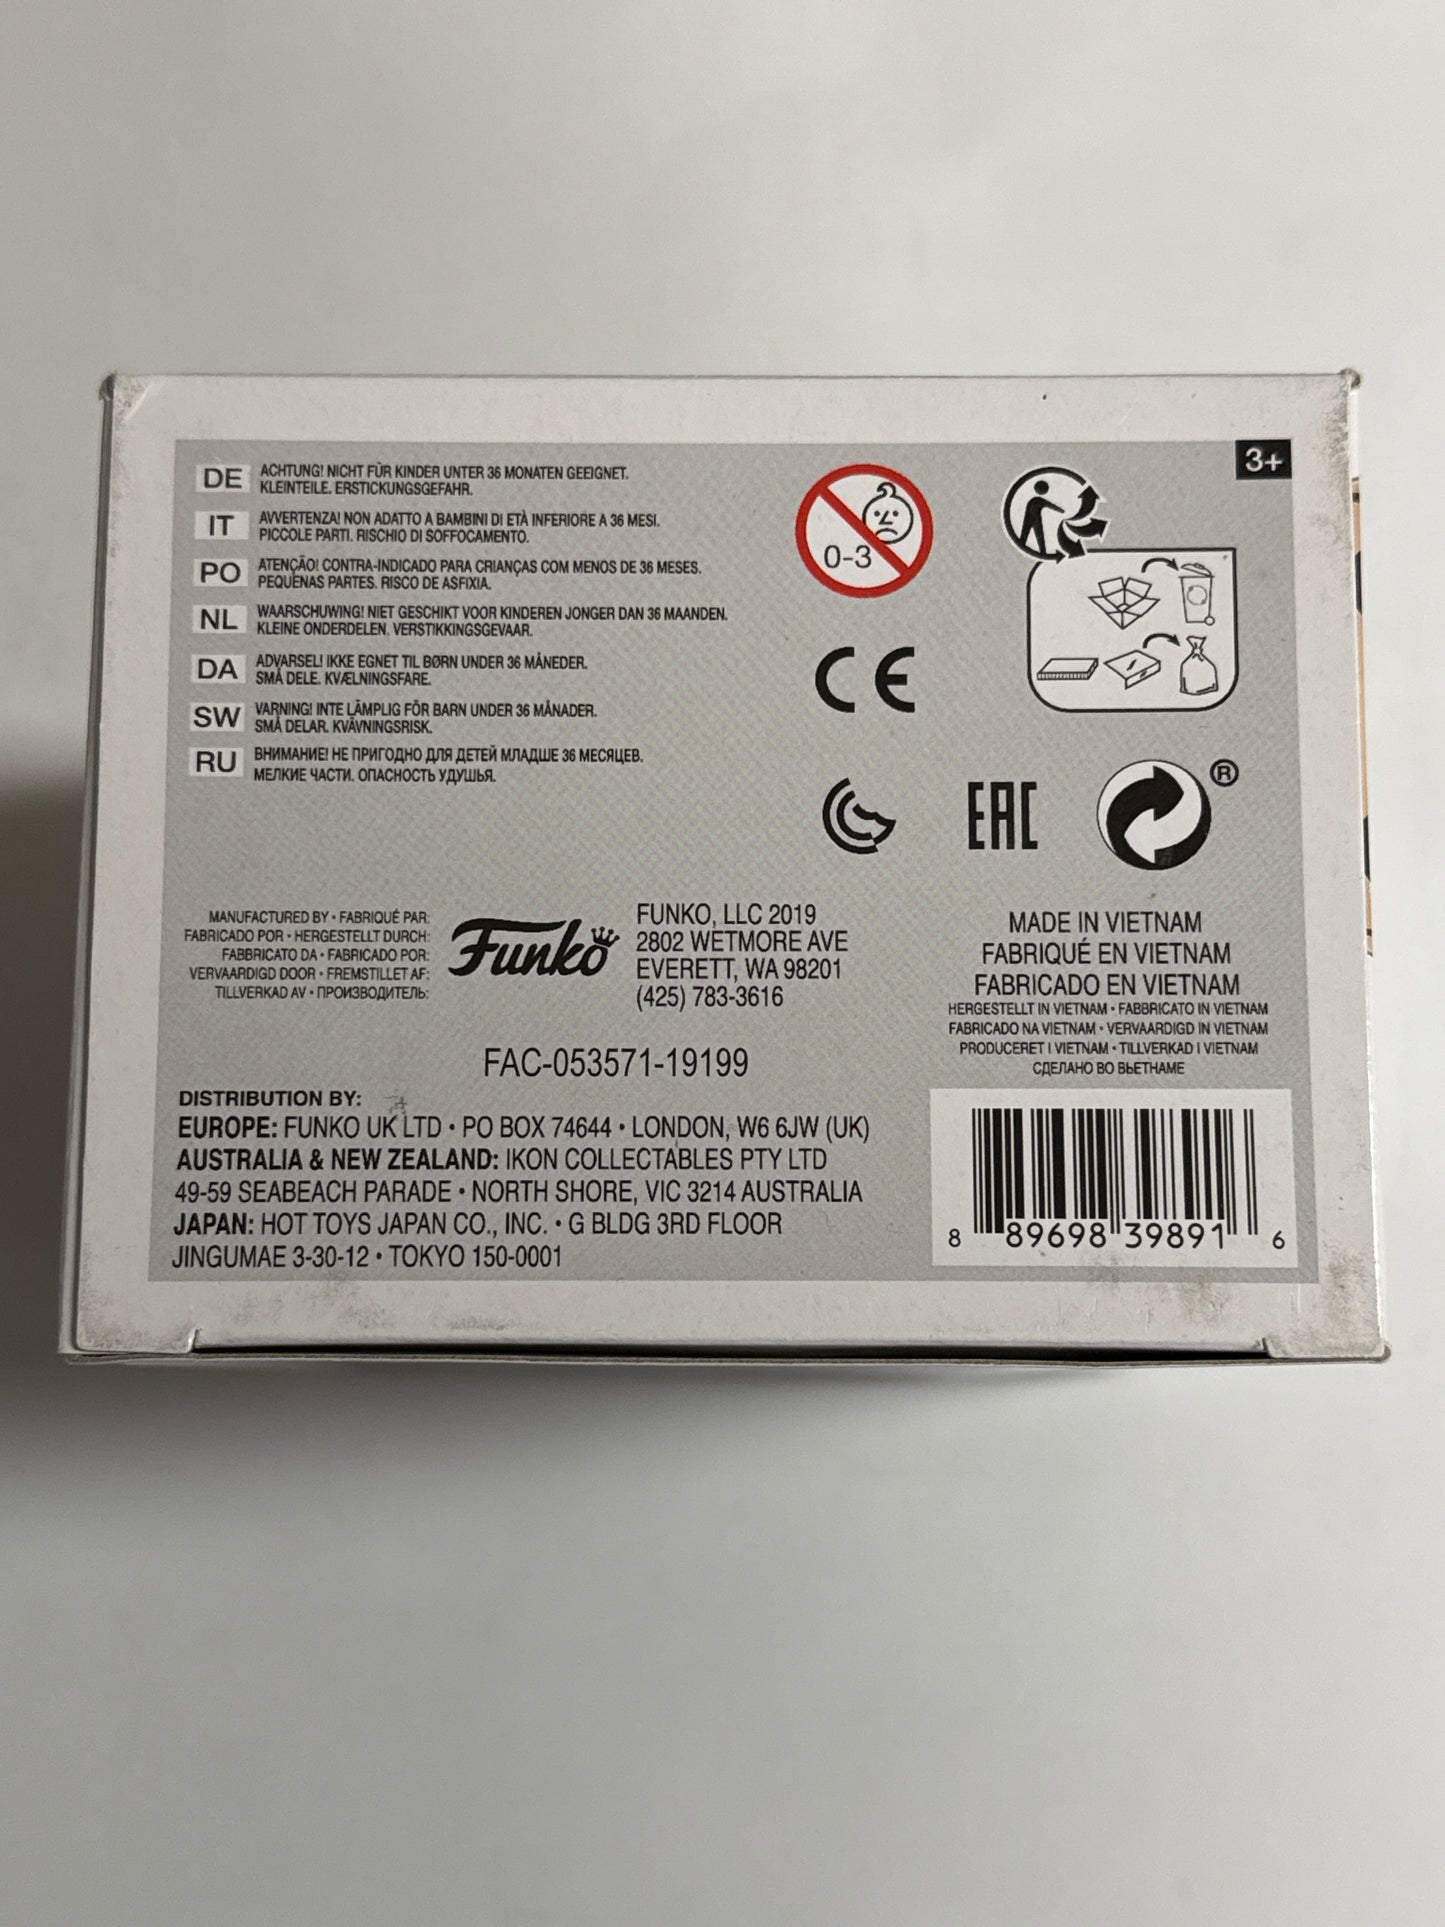 3+
DE ACHTUNG! NICHT FÜR KINDER UNTER 36 MONATEN GEEIGNET.
KLEINTEILE. ERSTICKUNGSGEFAHR.
IT AVVERTENZA! NON ADATTO A BAMBINI DI ETÀ INFERIORE A 36 MESI.
PICCOLE PARTI. RISCHIO DI SOFFOCAMENTO.
PO ATENÇÃO! CONTRA-INDICADO PARA CRIANÇAS COM MENOS DE 36 MESES.
PEQUENAS PARTES. RISCO DE ASFIXIA.
NL WAARSCHUWING! NIET GESCHIKT VOOR KINDEREN JONGER DAN 36 MAANDEN.
KLEINE ONDERDELEN. VERSTIKKINGSGEVAAR.
DA ADVARSEL! IKKE EGNET TIL BØRN UNDER 36 MÅNEDER.
SMÅ DELE. KVÆLNINGSFARE.
SW VARNING! INTE LÄMPLIG FÖR BARN UNDER 36 MÅNADER.
SMÅ DELAR. KVÄVNINGSRISK.
RU ВНИМАНИЕ! НЕ ПРИГОДНО ДЛЯ ДЕТЕЙ МЛАДШЕ 36 МЕСЯЦЕВ.
МЕЛКИЕ ЧАСТИ. ОПАСНОСТЬ УДУШЬЯ.
0-3
CE
EAC
®
MANUFACTURED BY • FABRIQUÉ PAR:
FABRICADO POR • HERGESTELLT DURCH:
FABBRICATO DA • FABRICADO POR:
VERVAARDIGD DOOR • FREMSTILLET AF:
TILLVERKAD AV • ПРОИЗВОДИТЕЛЬ:
Funko
FUNKO, LLC 2019
2802 WETMORE AVE
EVERETT, WA 98201
(425) 783-3616
MADE IN VIETNAM
FABRIQUÉ EN VIETNAM
FABRICADO EN VIETNAM
HERGESTELLT IN VIETNAM • FABBRICATO IN VIETNAM
FABRICADO NA VIETNAM • VERVAARDIGD IN VIETNAM
PRODUCERET I VIETNAM • TILLVERKAD I VIETNAM
СДЕЛАНО ВО ВЬЕТНАМЕ
FAC-053571-19199
DISTRIBUTION BY:
EUROPE: FUNKO UK LTD • PO BOX 74644 • LONDON, W6 6JW (UK)
AUSTRALIA & NEW ZEALAND: IKON COLLECTABLES PTY LTD
49-59 SEABEACH PARADE • NORTH SHORE, VIC 3214 AUSTRALIA
JAPAN: HOT TOYS JAPAN CO., INC. • G BLDG 3RD FLOOR
JINGUMAE 3-30-12 • TOKYO 150-0001
8 89698 39891 6